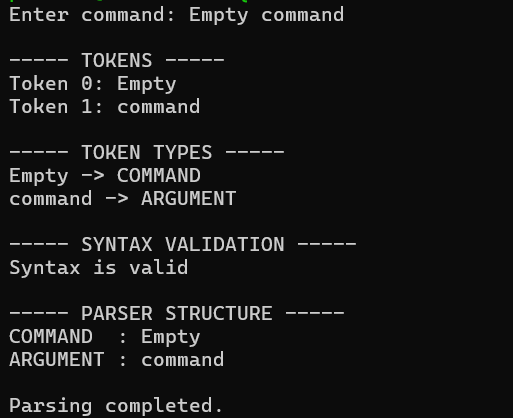 Enter command: Empty command
----- TOKENS -----
Token 0: Empty
Token 1: command
----- TOKEN TYPES -----
Empty -> COMMAND
command -> ARGUMENT
----- SYNTAX VALIDATION -----
Syntax is valid
----- PARSER STRUCTURE -----
COMMAND  : Empty
ARGUMENT : command
Parsing completed.